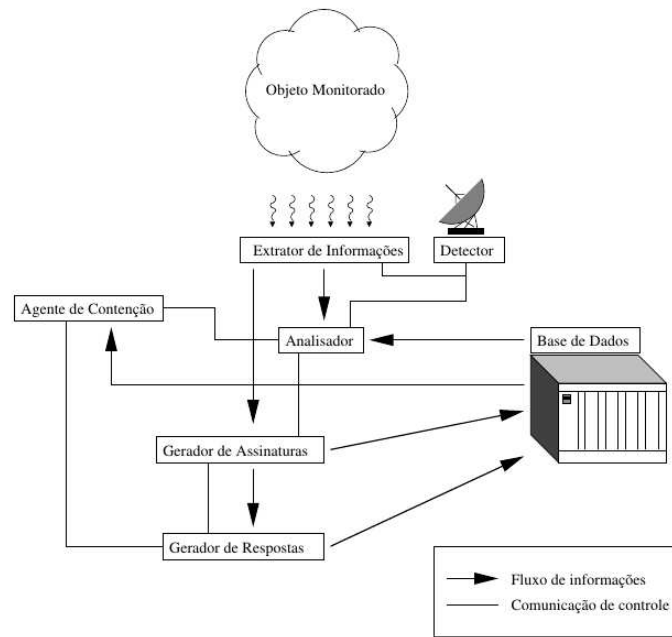 Objeto Monitorado
Extrator de Informações
Detector
Agente de Contenção
Analisador
Base de Dados
Gerador de Assinaturas
Gerador de Respostas
Fluxo de informações
Comunicação de controle